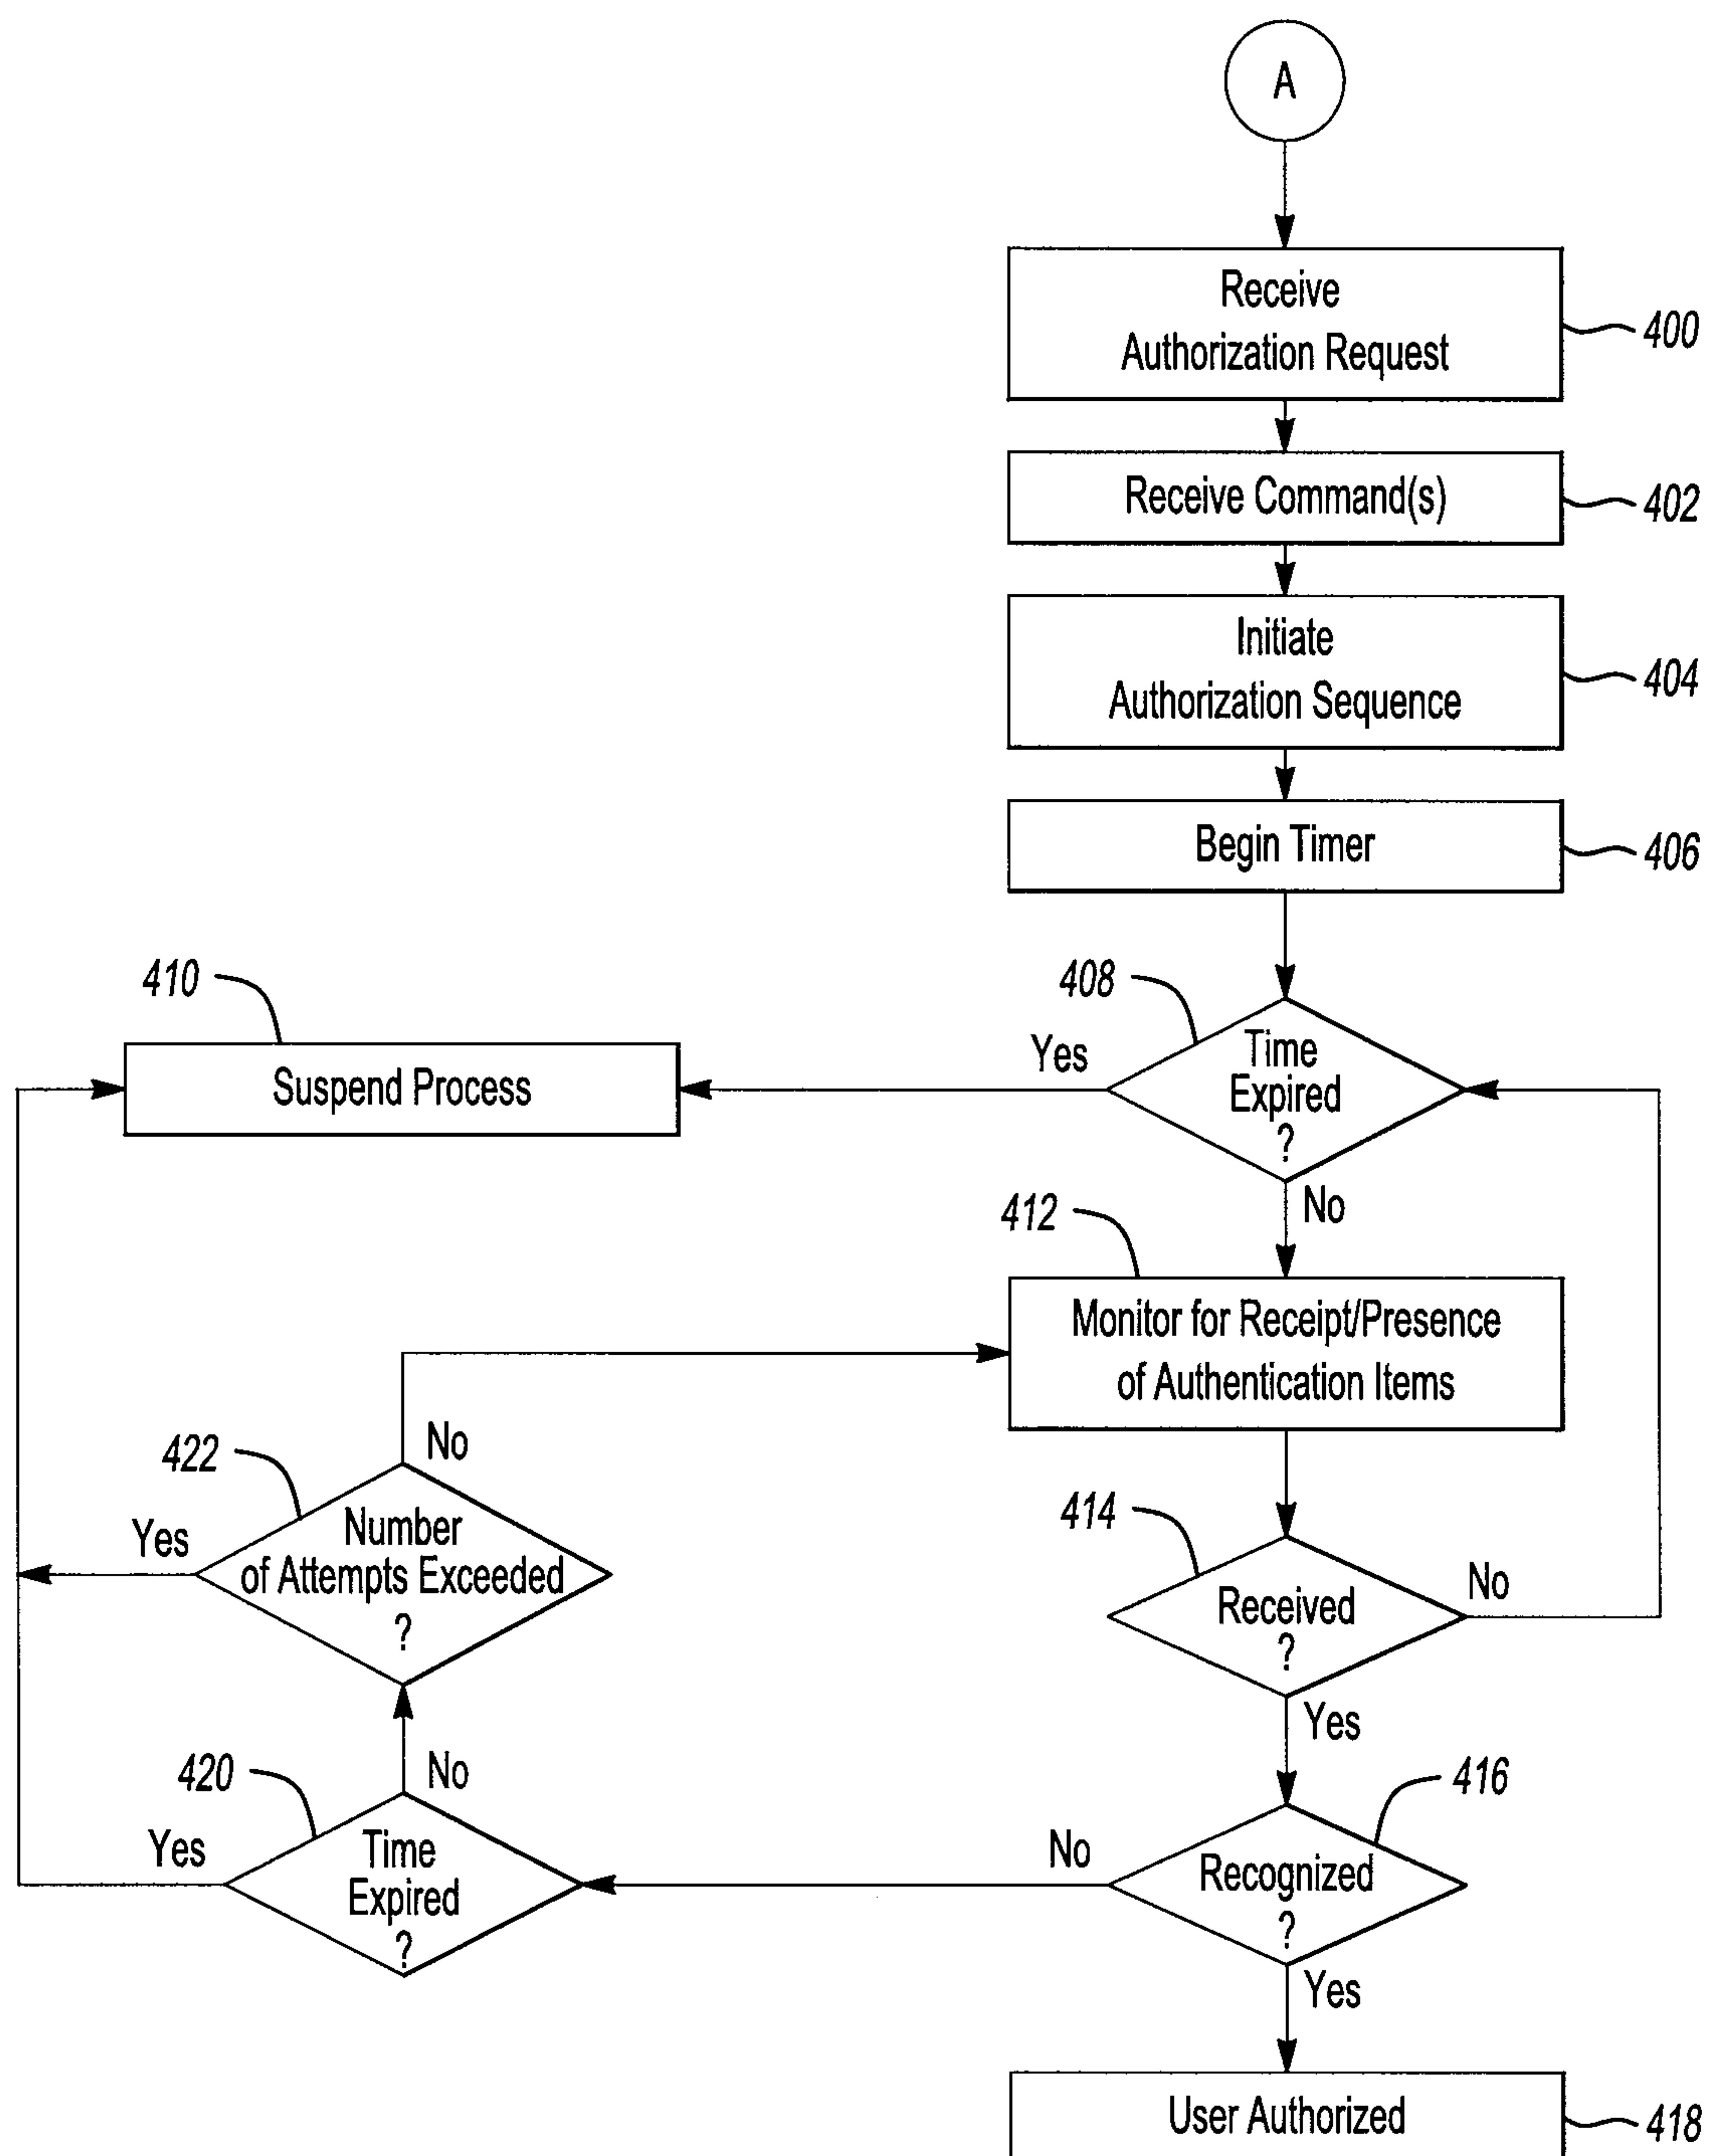 A
Receive
Authorization Request
400
Receive Command(s)
402
Initiate
Authorization Sequence
404
Begin Timer
406
410
408
Suspend Process
Yes
Time
Expired
?
No
412
Monitor for Receipt/Presence
of Authentication Items
422
No
Yes
Number
of Attempts Exceeded
?
414
Received
?
No
Yes
420
No
416
Yes
Time
Expired
?
No
Recognized
?
Yes
User Authorized
418